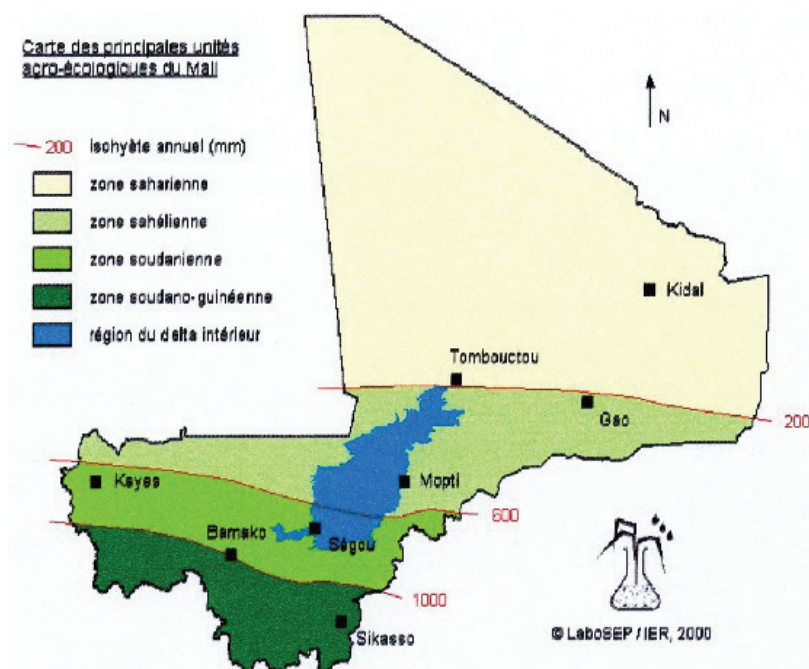 Carte des principales unités
agro-écologiques du Mali
N
200 isohyète annuel (mm)
zone saharienne
zone sahélienne
zone soudanienne
zone soudano-guinéenne
région du delta intérieur
Kidal
Tombouctou
Gao
200
Kayes
Mopti
600
Bamako
Ségou
1000
Sikasso
© LaboSEP / IER, 2000